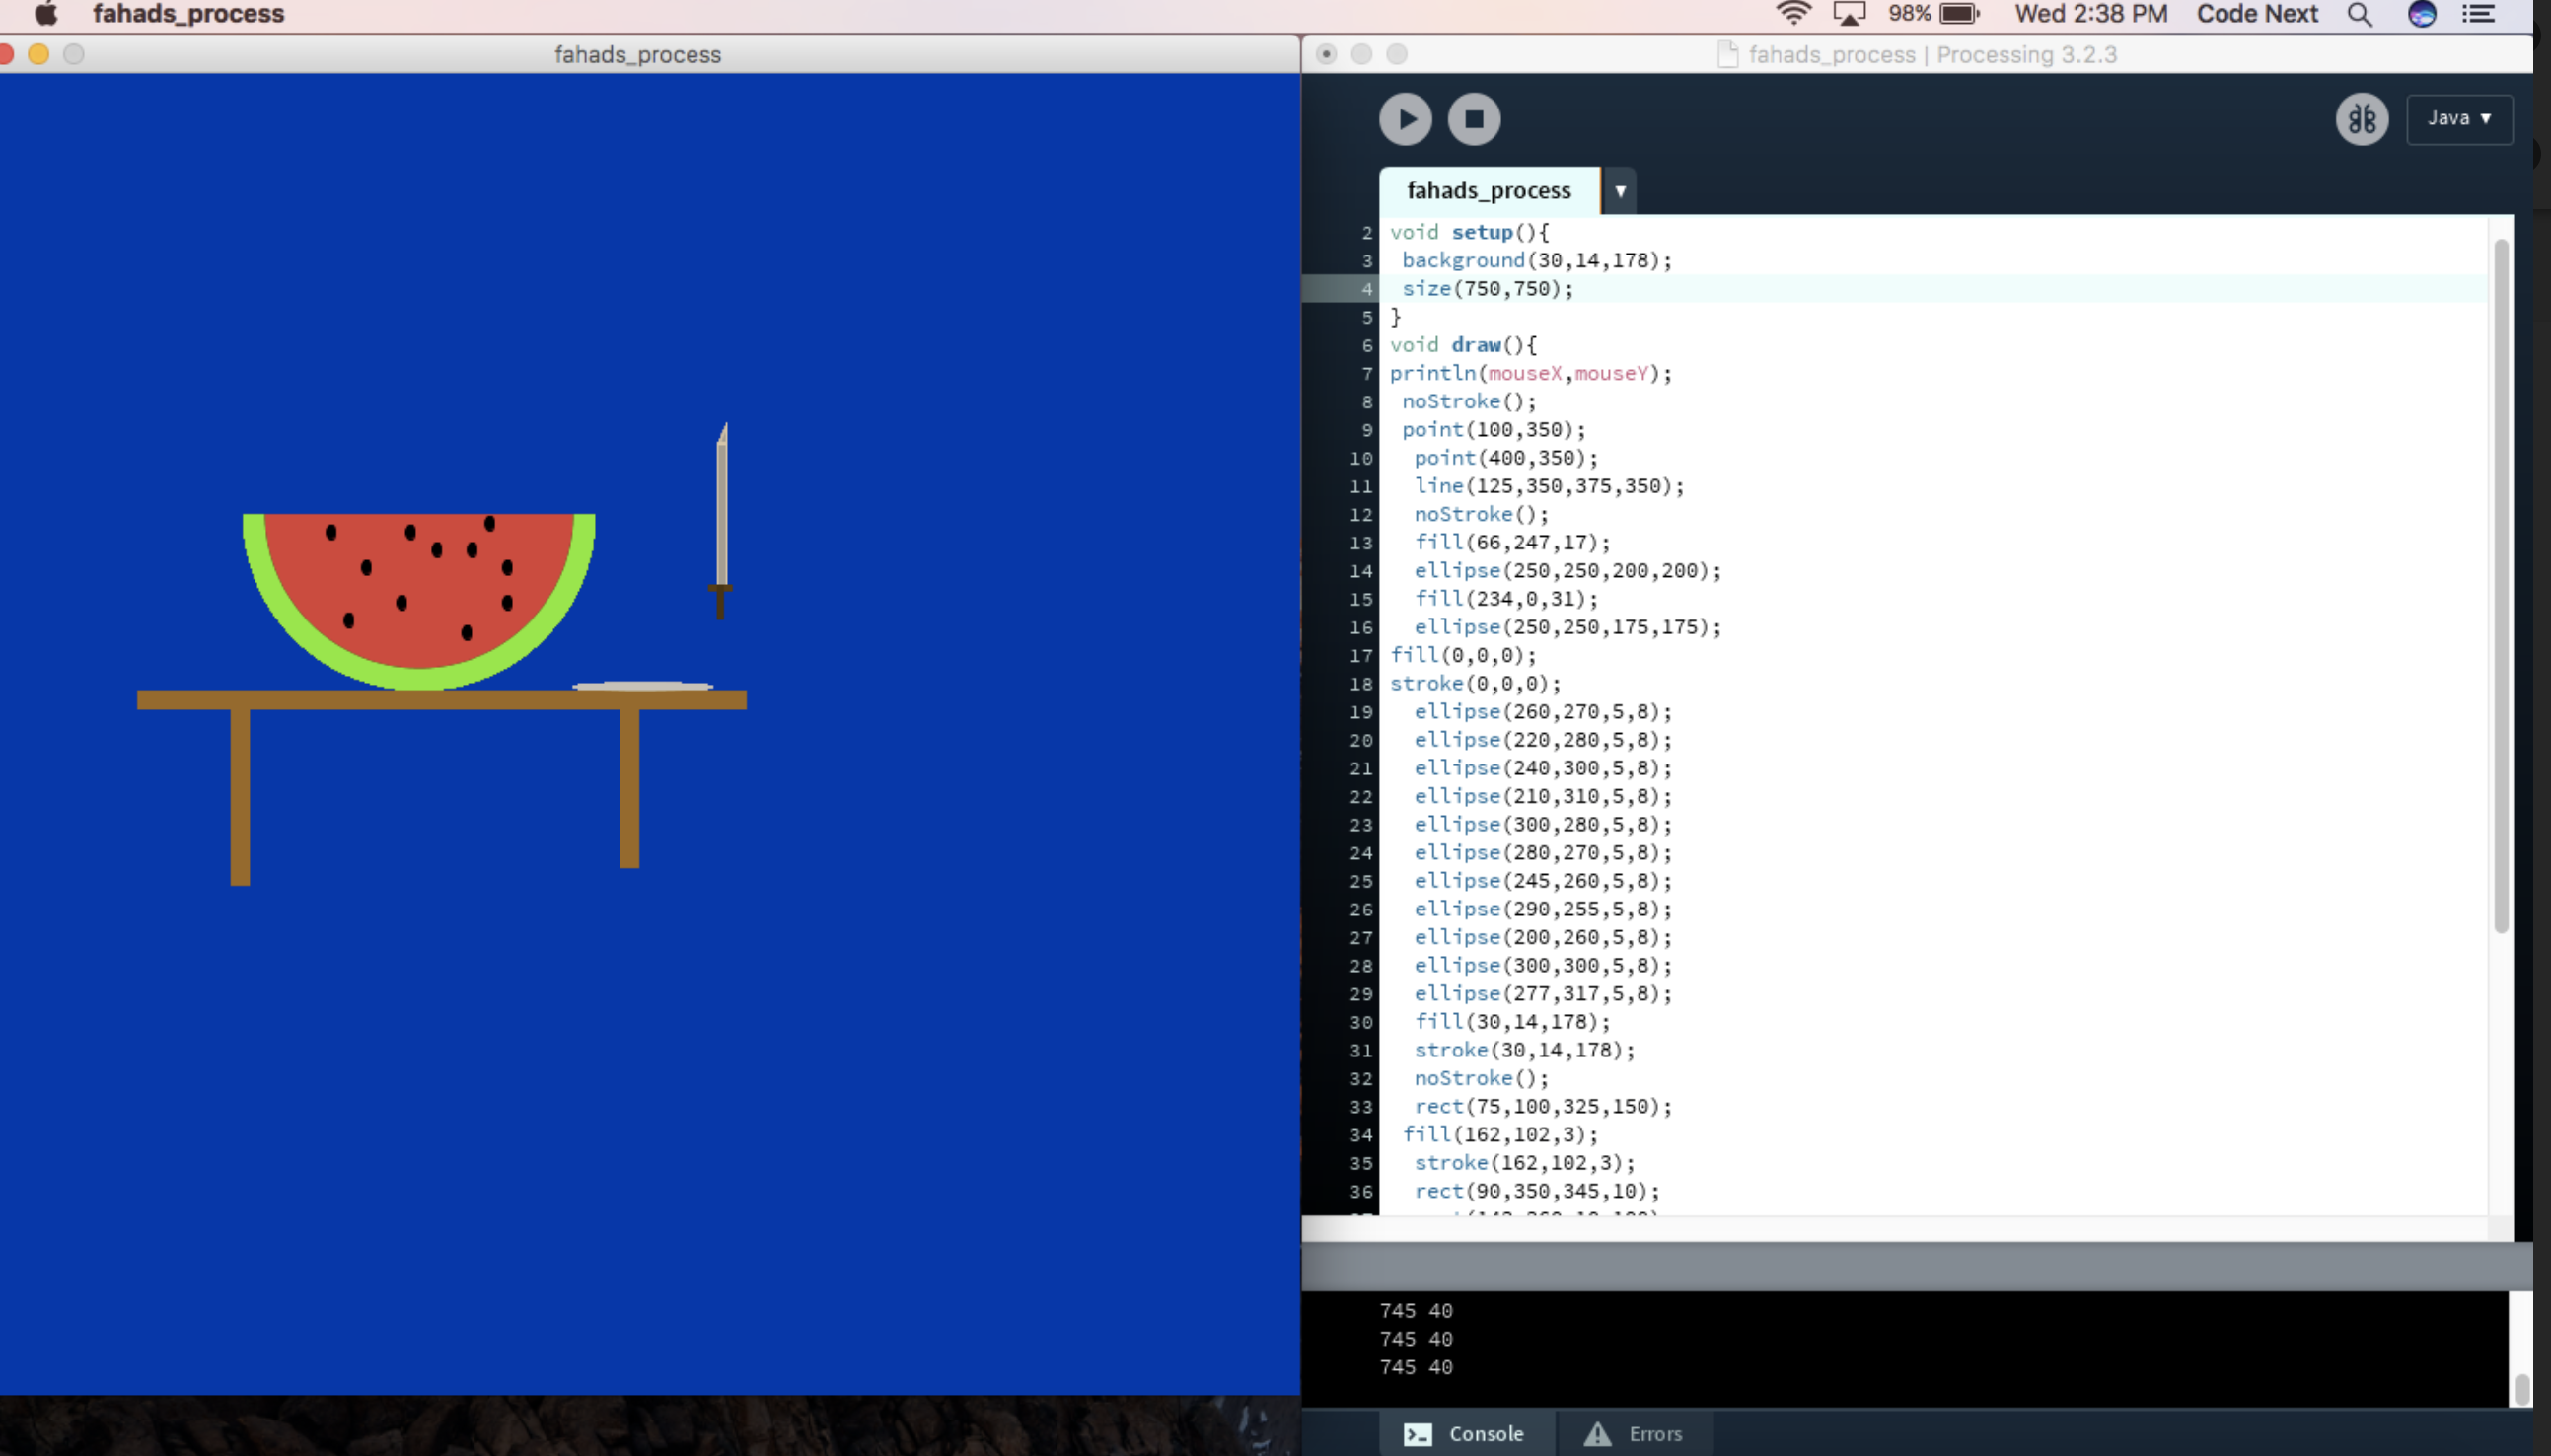 fahads_process
98% Wed 2:38 PM Code Next
fahads_process
fahads_process | Processing 3.2.3
Java ▼
fahads_process ▼
2 void setup(){
3 background(30,14,178);
4 size(750,750);
5 }
6 void draw(){
7 println(mouseX,mouseY);
8 noStroke();
9 point(100,350);
10 point(400,350);
11 line(125,350,375,350);
12 noStroke();
13 fill(66,247,17);
14 ellipse(250,250,200,200);
15 fill(234,0,31);
16 ellipse(250,250,175,175);
17 fill(0,0,0);
18 stroke(0,0,0);
19 ellipse(260,270,5,8);
20 ellipse(220,280,5,8);
21 ellipse(240,300,5,8);
22 ellipse(210,310,5,8);
23 ellipse(300,280,5,8);
24 ellipse(280,270,5,8);
25 ellipse(245,260,5,8);
26 ellipse(290,255,5,8);
27 ellipse(200,260,5,8);
28 ellipse(300,300,5,8);
29 ellipse(277,317,5,8);
30 fill(30,14,178);
31 stroke(30,14,178);
32 noStroke();
33 rect(75,100,325,150);
34 fill(162,102,3);
35 stroke(162,102,3);
36 rect(90,350,345,10);
745 40
745 40
745 40
Console Errors